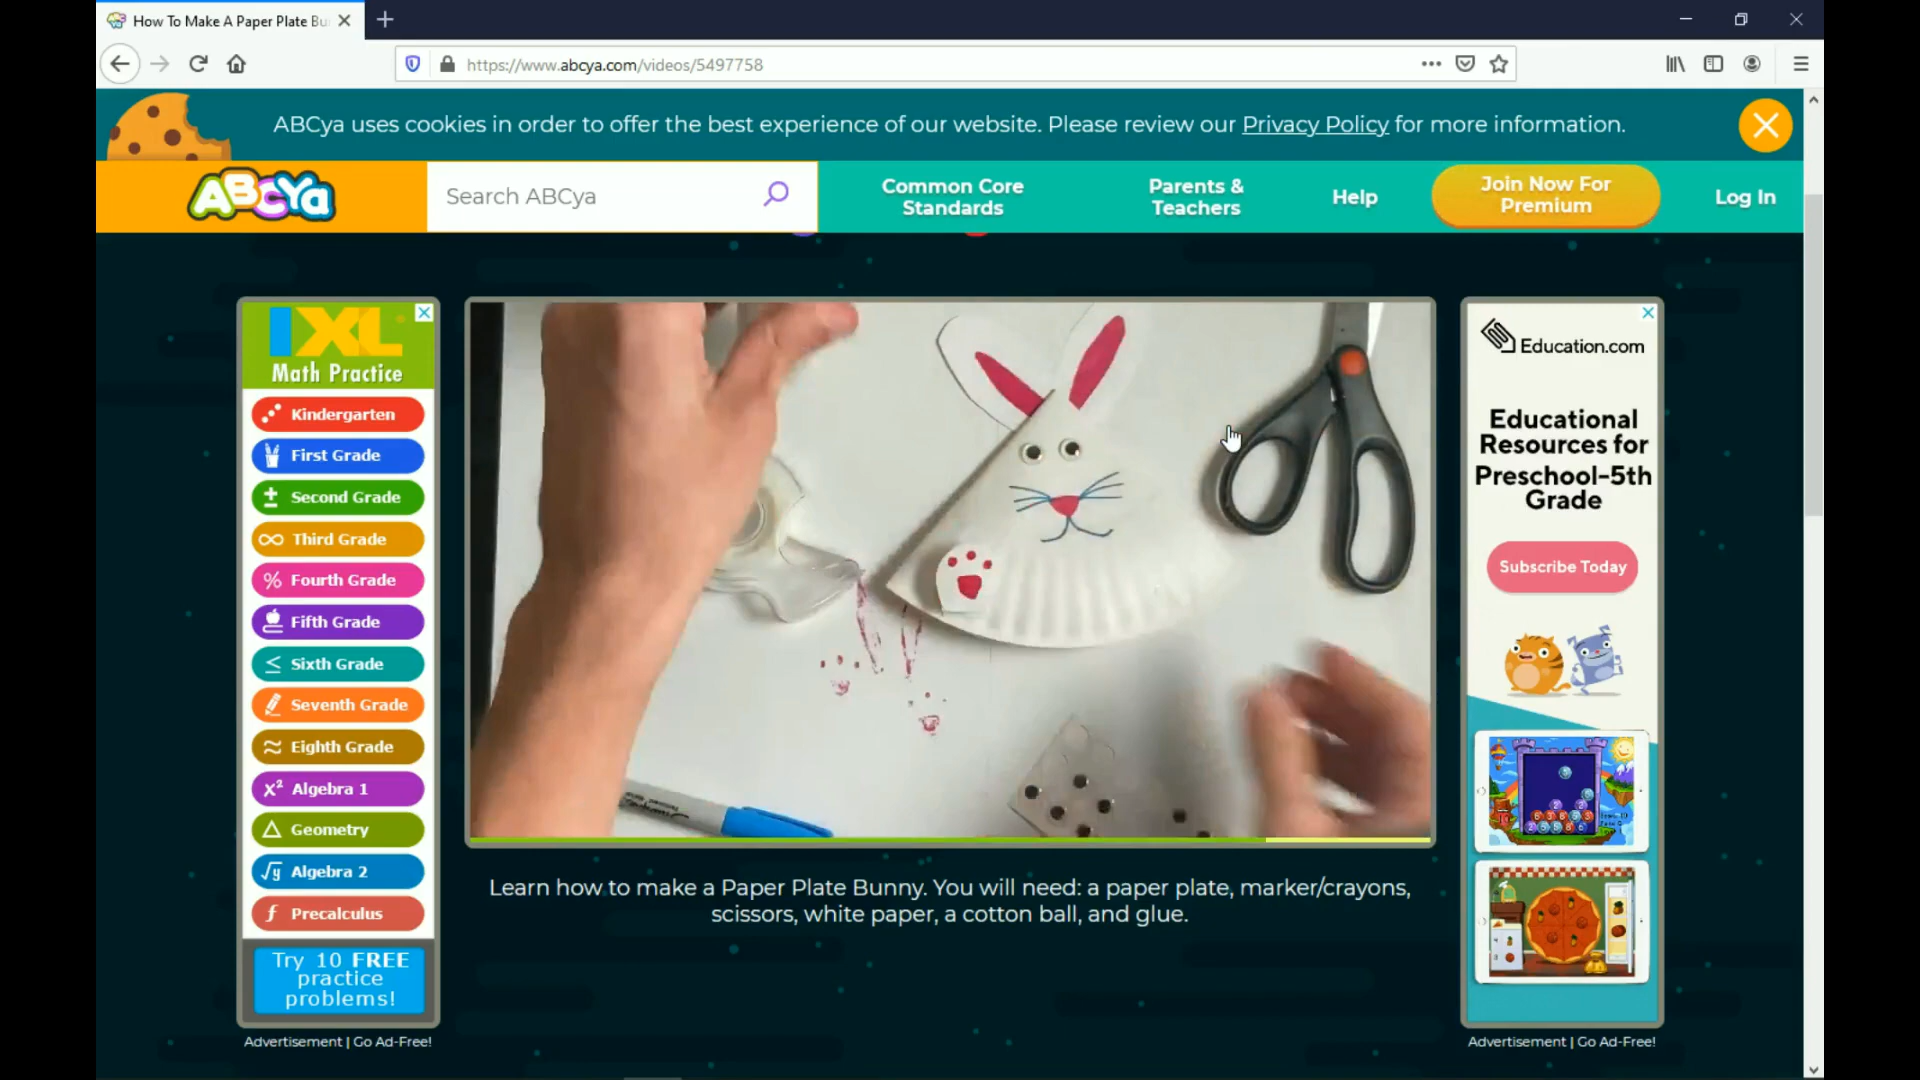 How To Make A Paper Plate Bu
https://www.abcya.com/videos/5497758
ABCya uses cookies in order to offer the best experience of our website. Please review our Privacy Policy for more information.
ABCYa
Search ABCya
Common Core
Standards
Parents &
Teachers
Help
Join Now For
Premium
Log In
IXL
Math Practice
Kindergarten
First Grade
Second Grade
Third Grade
Fourth Grade
Fifth Grade
Sixth Grade
Seventh Grade
Eighth Grade
x² Algebra 1
Geometry
√y Algebra 2
f Precalculus
Try 10 FREE
practice
problems!
Advertisement | Go Ad-Free!
Learn how to make a Paper Plate Bunny. You will need: a paper plate, marker/crayons,
scissors, white paper, a cotton ball, and glue.
Education.com
Educational
Resources for
Preschool-5th
Grade
Subscribe Today
Advertisement | Go Ad-Free!